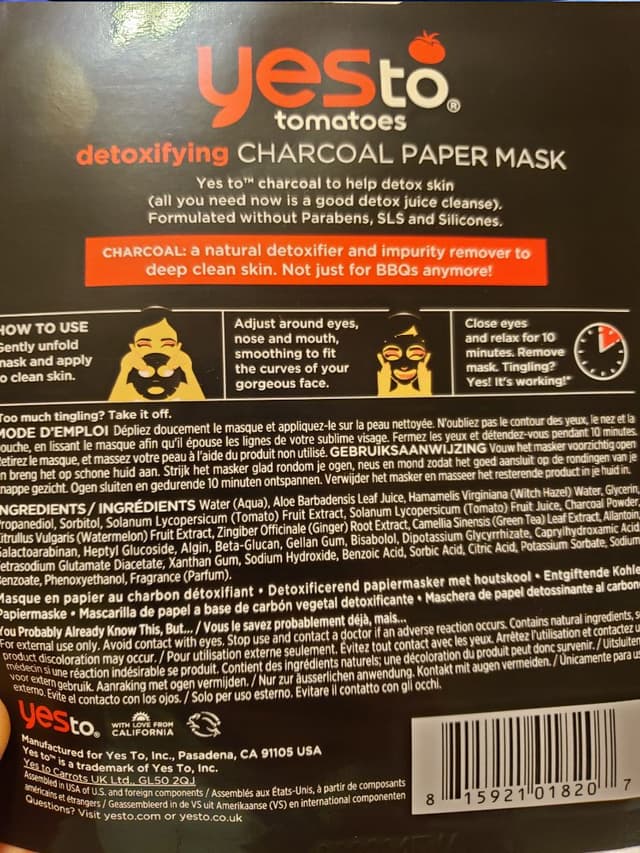 yesto®
tomatoes
detoxifying CHARCOAL PAPER MASK
Yes to™ charcoal to help detox skin
(all you need now is a good detox juice cleanse).
Formulated without Parabens, SLS and Silicones.
CHARCOAL: a natural detoxifier and impurity remover to
deep clean skin. Not just for BBQs anymore!
HOW TO USE
Gently unfold
mask and apply
to clean skin.
Adjust around eyes,
nose and mouth,
smoothing to fit
the curves of your
gorgeous face.
Close eyes
and relax for 10
minutes. Remove
mask. Tingling?
Yes! It's working!*
Too much tingling? Take it off.
MODE D'EMPLOI Dépliez doucement le masque et appliquez-le sur la peau nettoyée. N'oubliez pas le contour des yeux, le nez et la
bouche, en lissant le masque afin qu'il épouse les lignes de votre sublime visage. Fermez les yeux et détendez-vous pendant 10 minutes.
Retirez le masque, et massez votre peau à l'aide du produit non utilisé. GEBRUIKSAANWIJZING Vouw het masker voorzichtig open
en breng het op schone huid aan. Strijk het masker glad rondom je ogen, neus en mond zodat het goed aansluit op de rondingen van je
knappe gezicht. Ogen sluiten en gedurende 10 minuten ontspannen. Verwijder het masker en masseer het resterende product in je huid in.
INGREDIENTS / INGRÉDIENTS Water (Aqua), Aloe Barbadensis Leaf Juice, Hamamelis Virginiana (Witch Hazel) Water, Glycerin,
Propanediol, Sorbitol, Solanum Lycopersicum (Tomato) Fruit Extract, Solanum Lycopersicum (Tomato) Fruit Juice, Charcoal Powder,
Citrullus Vulgaris (Watermelon) Fruit Extract, Zingiber Officinale (Ginger) Root Extract, Camellia Sinensis (Green Tea) Leaf Extract, Allantoin,
Galactoarabinan, Heptyl Glucoside, Algin, Beta-Glucan, Gellan Gum, Bisabolol, Dipotassium Glycyrrhizate, Caprylhydroxamic Acid,
Tetrasodium Glutamate Diacetate, Xanthan Gum, Sodium Hydroxide, Benzoic Acid, Sorbic Acid, Citric Acid, Potassium Sorbate, Sodium
Benzoate, Phenoxyethanol, Fragrance (Parfum).
Masque en papier au charbon détoxifiant • Detoxificerend papiermasker met houtskool • Entgiftende Kohle
Papiermaske • Mascarilla de papel a base de carbón vegetal detoxificante • Maschera de papel detossinante al carbon
You Probably Already Know This, But... / Vous le savez probablement déjà, mais...
For external use only. Avoid contact with eyes. Stop use and contact a doctor if an adverse reaction occurs. Contains natural ingredients, s
product discoloration may occur. / Pour utilisation externe seulement. Évitez tout contact avec les yeux. Arrêtez l'utilisation et contactez u
médecin si une réaction indésirable se produit. Contient des ingrédients naturels; une décoloration du produit peut donc survenir. / Uitsluiten
voor extern gebruik. Aanraking met ogen vermijden. / Nur zur äusserlichen anwendung. Kontakt mit augen vermeiden. / Únicamente para us
externo. Evite el contacto con los ojos. / Solo per uso esterno. Evitare il contatto con gli occhi.
yesto.
WITH LOVE FROM
CALIFORNIA
Manufactured for Yes To, Inc., Pasadena, CA 91105 USA
Yes to™ is a trademark of Yes To, Inc.
Yes to Carrots UK Ltd., GL50 2QJ
Assembled in USA of U.S. and foreign components / Assemblés aux États-Unis, à partir de composants
américains et étrangers / Geassembleerd in de VS uit Amerikaanse (VS) en international componenten
Questions? Visit yesto.com or yesto.co.uk
8 15921 01820 7